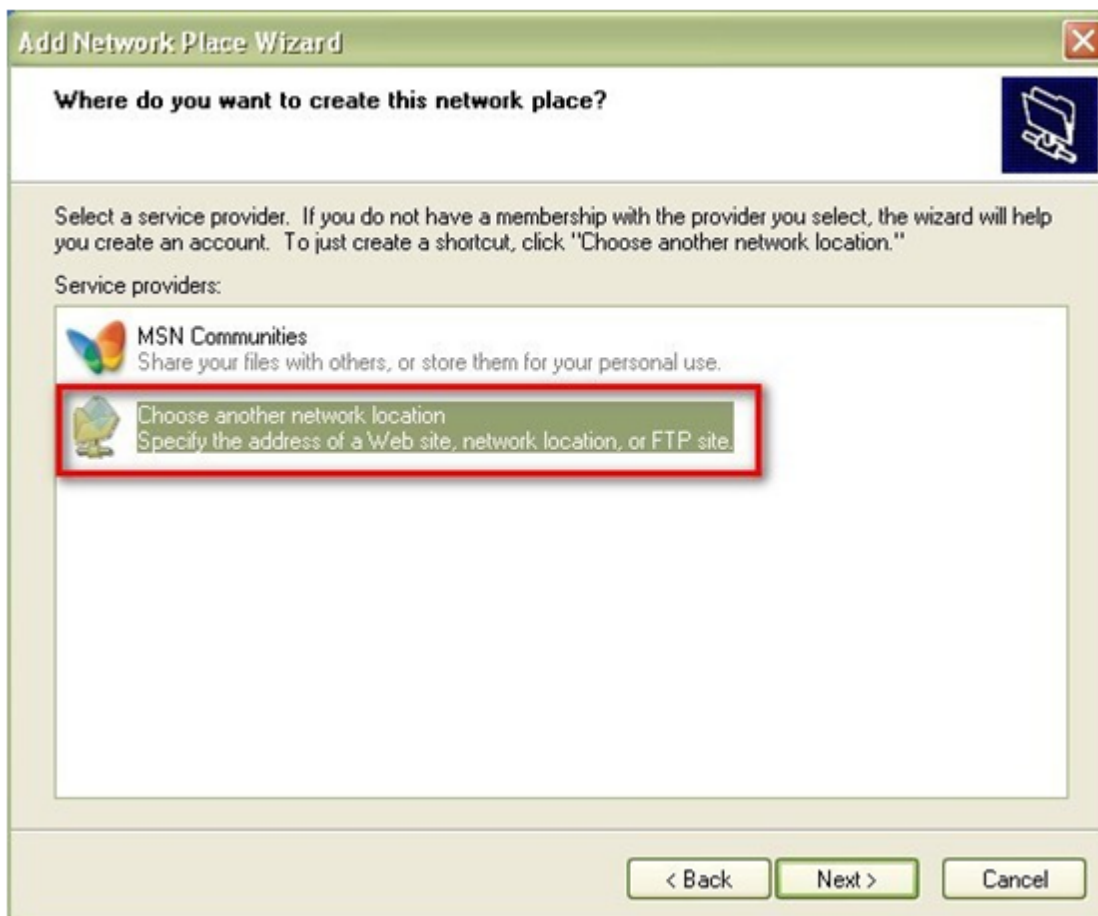 Add Network Place Wizard
Where do you want to create this network place?
Select a service provider. If you do not have a membership with the provider you select, the wizard will help
you create an account. To just create a shortcut, click "Choose another network location."
Service providers:
MSN Communities
Share your files with others, or store them for your personal use.
Choose another network location
Specify the address of a Web site, network location, or FTP site.
< Back
Next >
Cancel